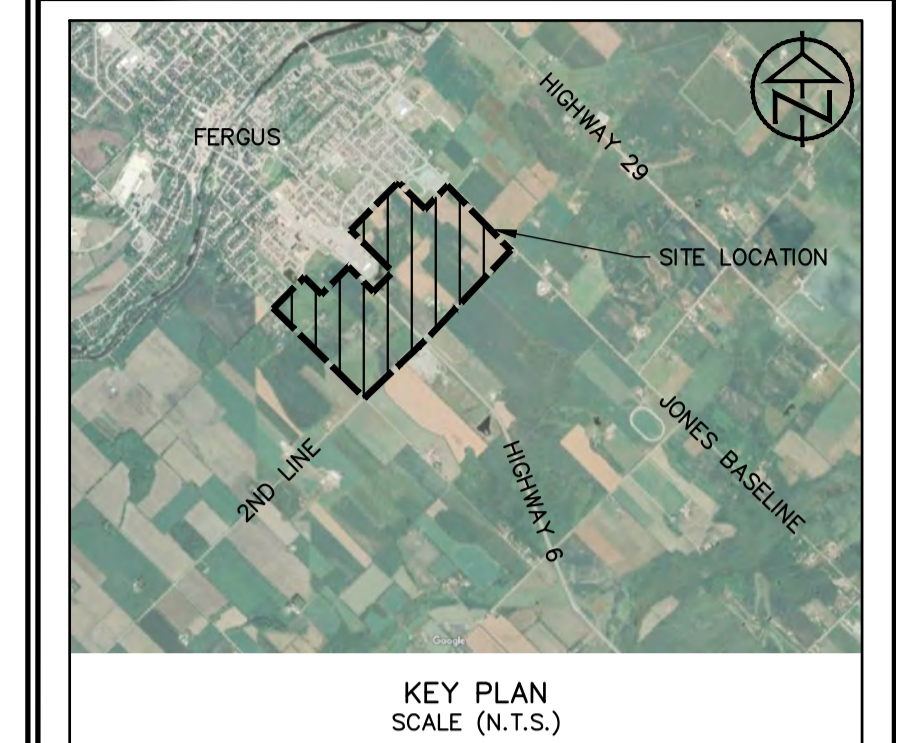 HIGHWAY 29
N
FERGUS
SITE LOCATION
JONES BASELINE
2ND LINE
HIGHWAY 6
Google
KEY PLAN
SCALE (N.T.S.)